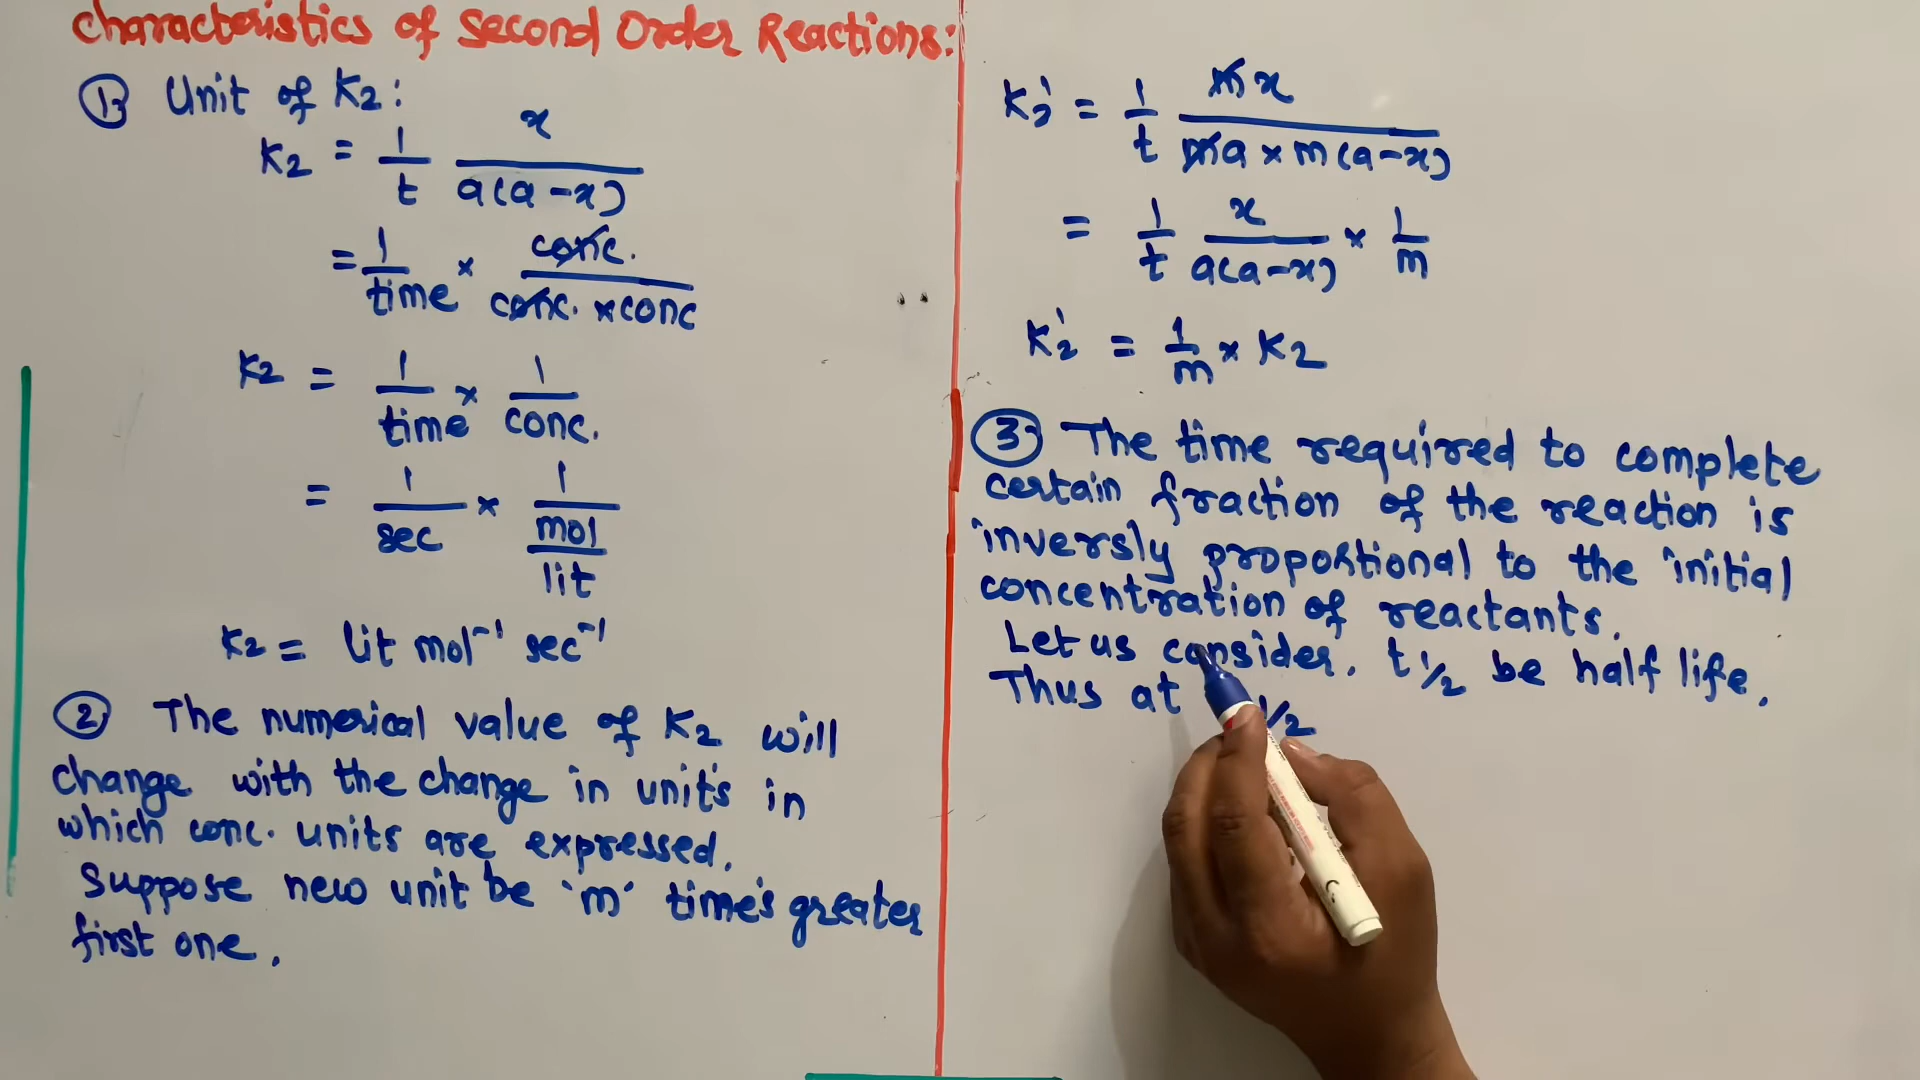 Characteristics of Second Order Reactions:
① Unit of K2:
K2 = 1/t x/a(a-x)
= 1/time × conc./conc. × conc
K2 = 1/time × 1/conc.
= 1/sec × 1/mol/lit
K2 = lit mol⁻¹ sec⁻¹
② The numerical value of K2 will
change with the change in units in
which conc. units are expressed.
Suppose new unit be 'm' times greater
first one.
K2' = 1/t mx/ma × m(a-x)
= 1/t x/a(a-x) × 1/m
K2' = 1/m × K2
③ The time required to complete
certain fraction of the reaction is
inversly proportional to the initial
concentration of reactants.
Let us consider. t1/2 be half life.
Thus at 1/2